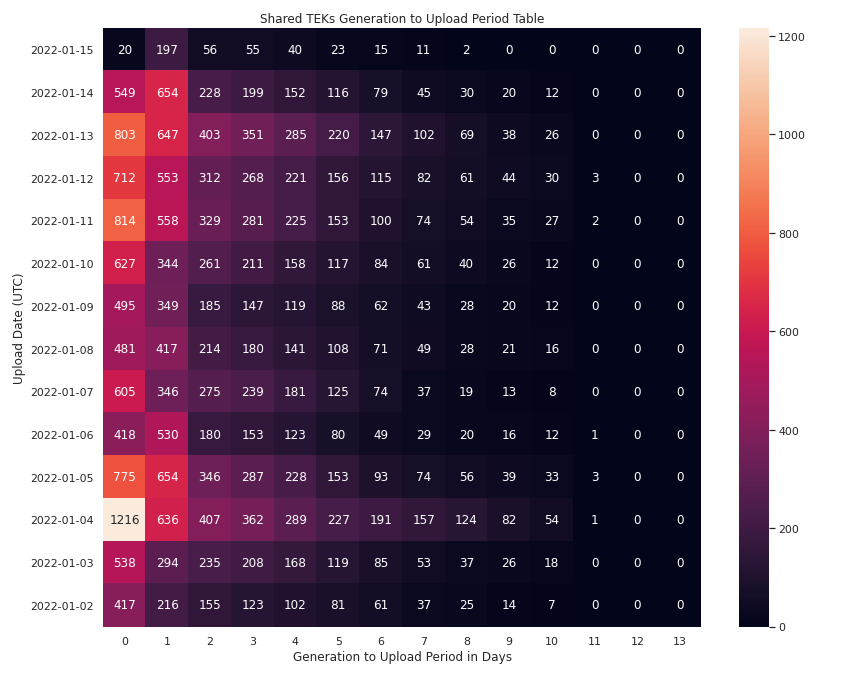 Shared TEKs Generation to Upload Period Table
Upload Date (UTC)
2022-01-15 20 197 56 55 40 23 15 11 2 0 0 0 0 0
2022-01-14 549 654 228 199 152 116 79 45 30 20 12 0 0 0
2022-01-13 803 647 403 351 285 220 147 102 69 38 26 0 0 0
2022-01-12 712 553 312 268 221 156 115 82 61 44 30 3 0 0
2022-01-11 814 558 329 281 225 153 100 74 54 35 27 2 0 0
2022-01-10 627 344 261 211 158 117 84 61 40 26 12 0 0 0
2022-01-09 495 349 185 147 119 88 62 43 28 20 12 0 0 0
2022-01-08 481 417 214 180 141 108 71 49 28 21 16 0 0 0
2022-01-07 605 346 275 239 181 125 74 37 19 13 8 0 0 0
2022-01-06 418 530 180 153 123 80 49 29 20 16 12 1 0 0
2022-01-05 775 654 346 287 228 153 93 74 56 39 33 3 0 0
2022-01-04 1216 636 407 362 289 227 191 157 124 82 54 1 0 0
2022-01-03 538 294 235 208 168 119 85 53 37 26 18 0 0 0
2022-01-02 417 216 155 123 102 81 61 37 25 14 7 0 0 0
0 1 2 3 4 5 6 7 8 9 10 11 12 13
Generation to Upload Period in Days
1200
1000
800
600
400
200
0